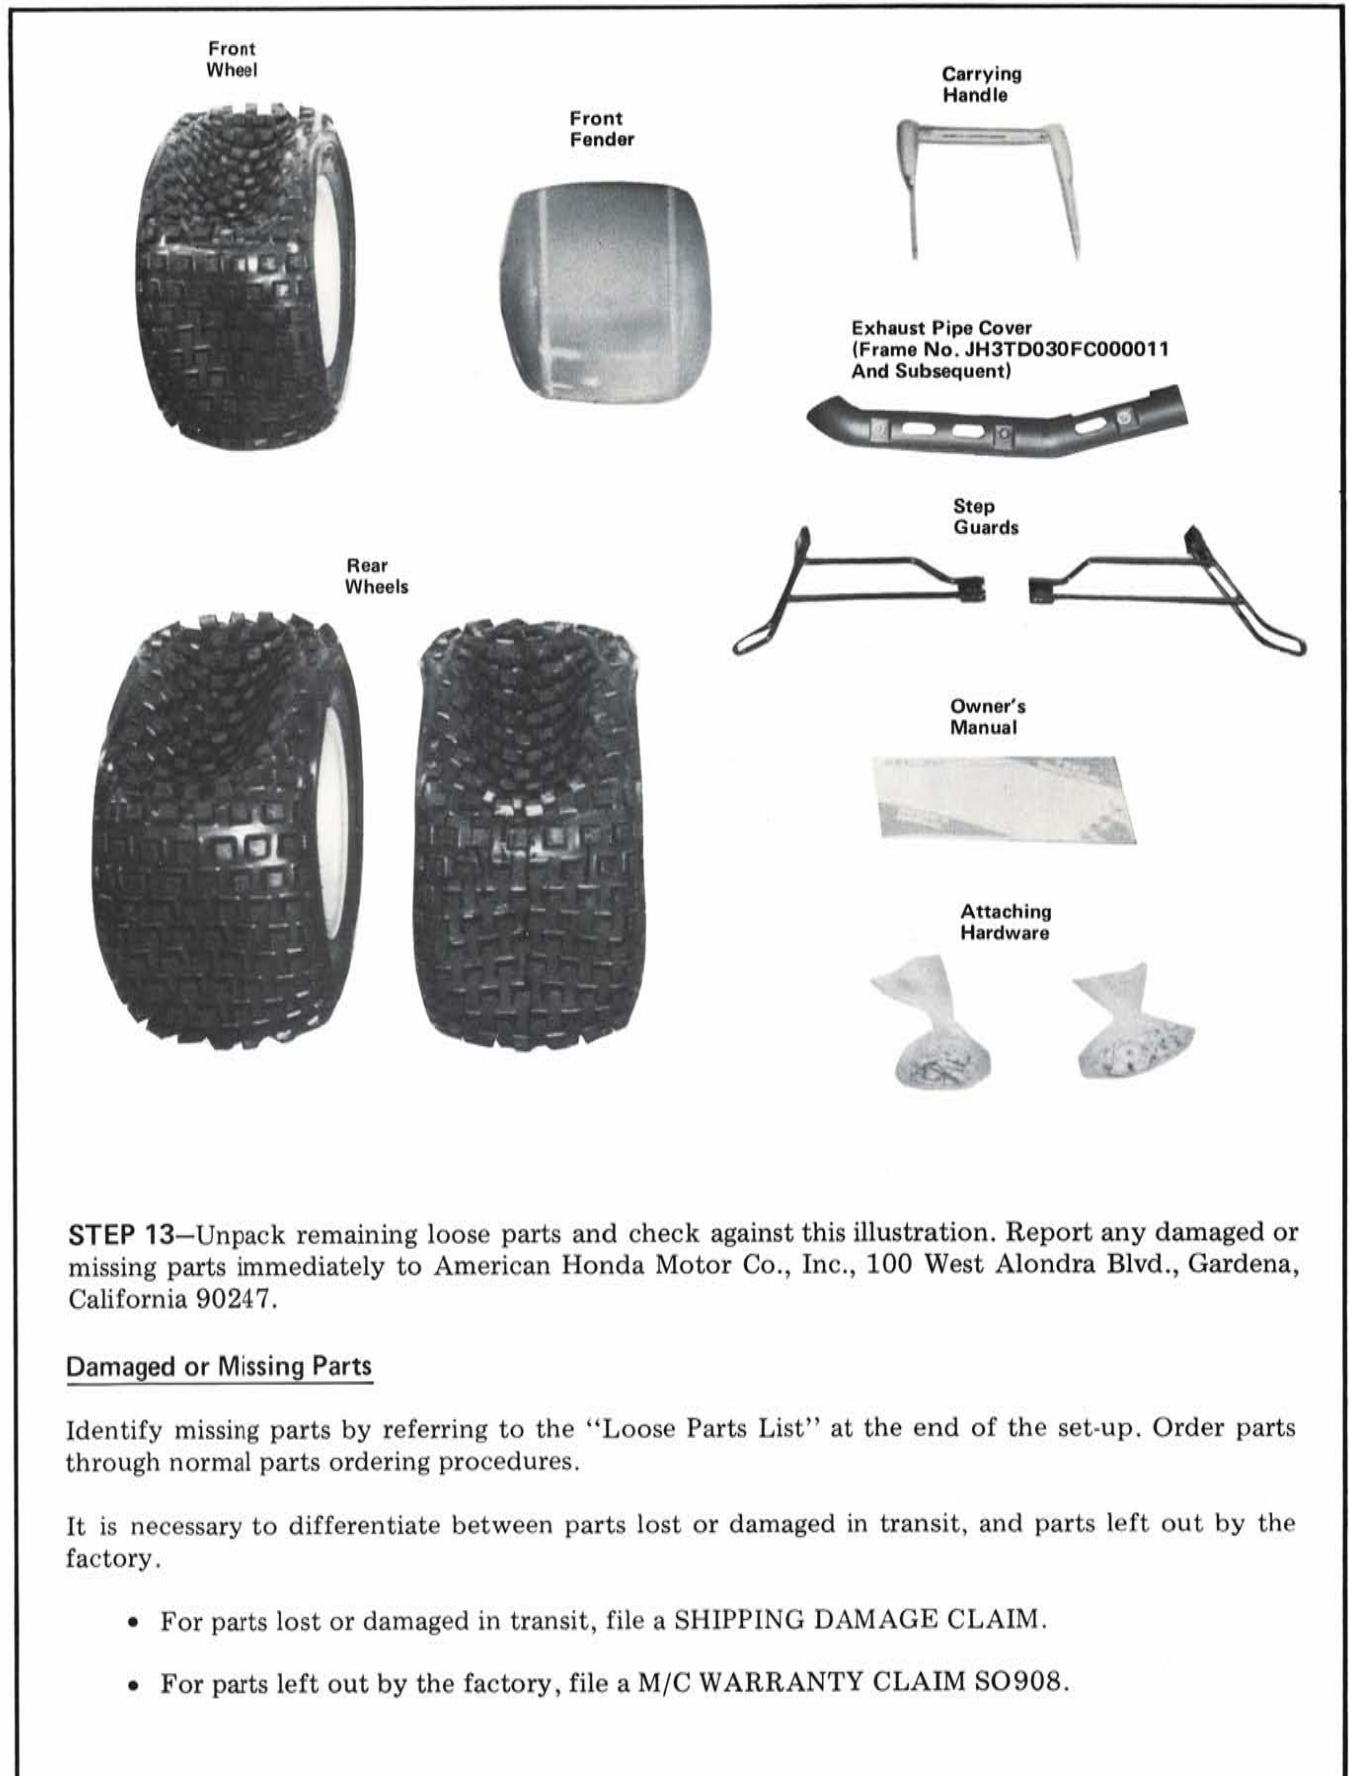 Front
Wheel
Front
Fender
Carrying
Handle
Exhaust Pipe Cover
(Frame No. JH3TD030FC000011
And Subsequent)
Step
Guards
Rear
Wheels
Owner's
Manual
Attaching
Hardware
STEP 13—Unpack remaining loose parts and check against this illustration. Report any damaged or
missing parts immediately to American Honda Motor Co., Inc., 100 West Alondra Blvd., Gardena,
California 90247.
Damaged or Missing Parts
Identify missing parts by referring to the “Loose Parts List” at the end of the set-up. Order parts
through normal parts ordering procedures.
It is necessary to differentiate between parts lost or damaged in transit, and parts left out by the
factory.
• For parts lost or damaged in transit, file a SHIPPING DAMAGE CLAIM.
• For parts left out by the factory, file a M/C WARRANTY CLAIM SO908.